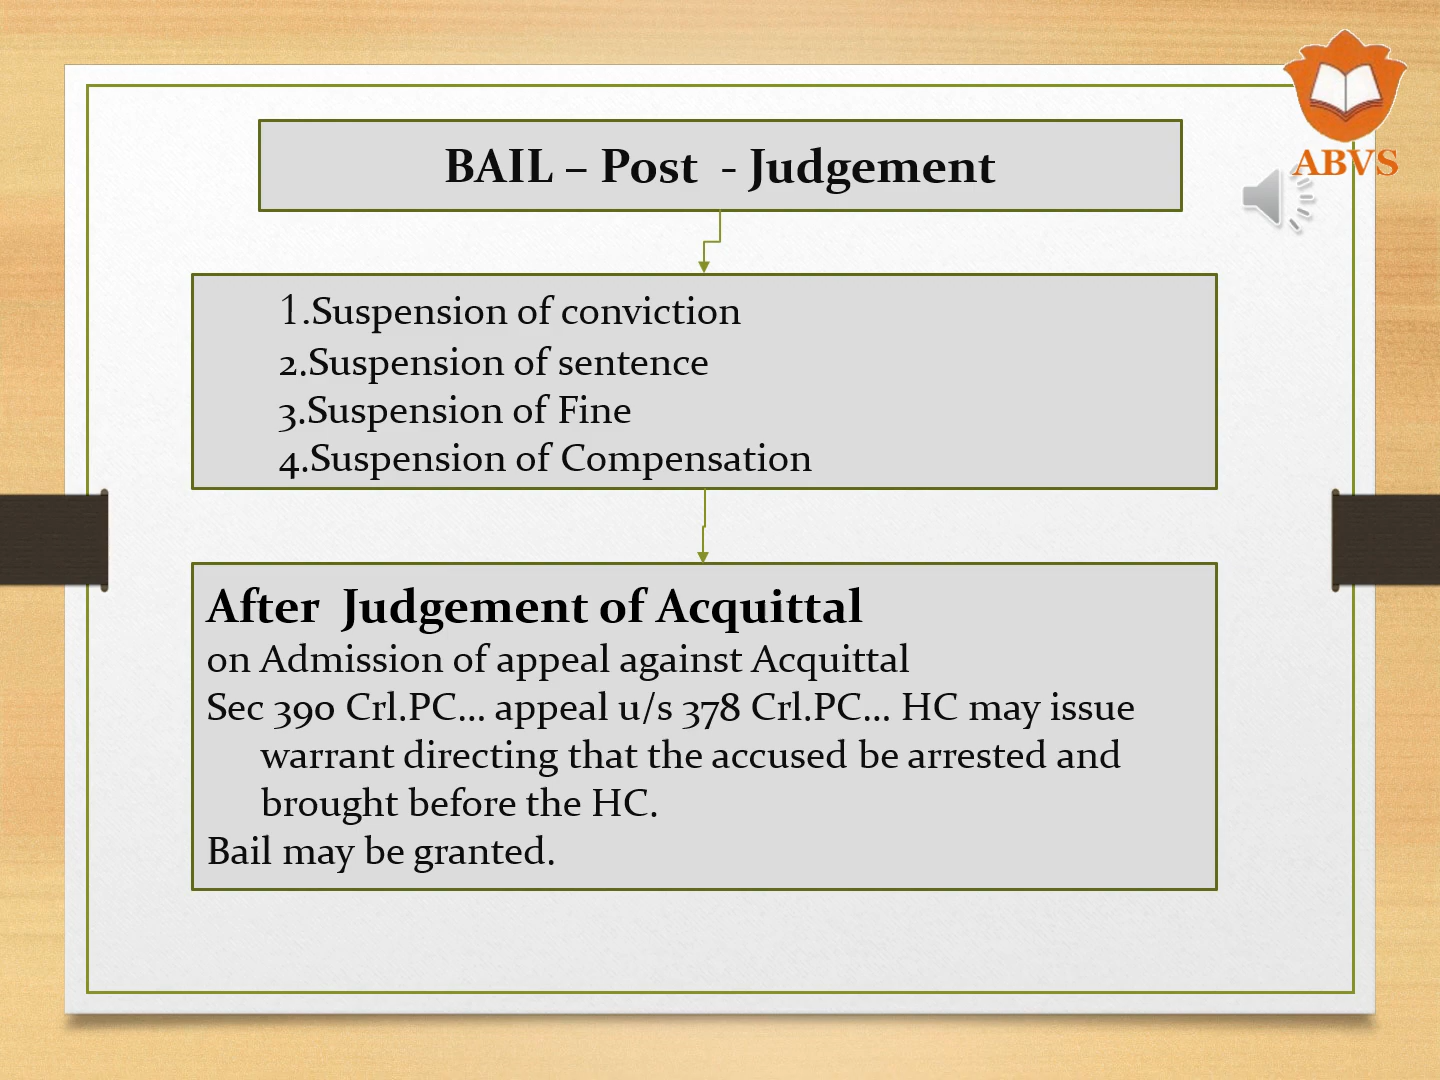 ABVS
BAIL – Post - Judgement
1.Suspension of conviction
2.Suspension of sentence
3.Suspension of Fine
4.Suspension of Compensation
After Judgement of Acquittal
on Admission of appeal against Acquittal
Sec 390 Crl.PC... appeal u/s 378 Crl.PC... HC may issue
warrant directing that the accused be arrested and
brought before the HC.
Bail may be granted.